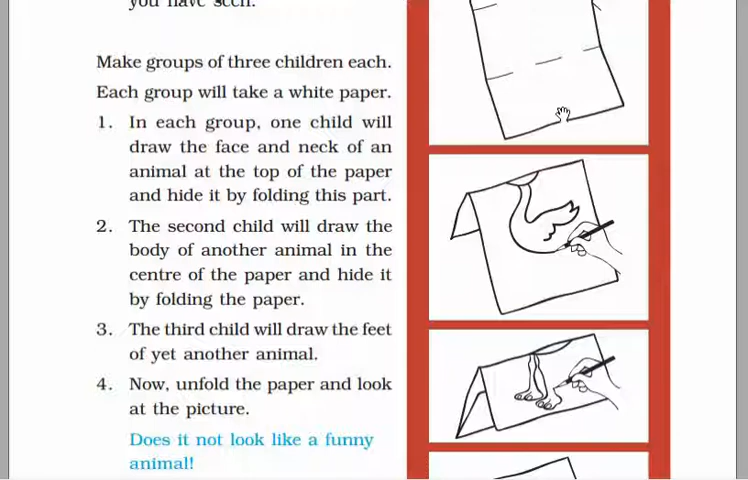 you have seen.
Make groups of three children each.
Each group will take a white paper.
1. In each group, one child will
draw the face and neck of an
animal at the top of the paper
and hide it by folding this part.
2. The second child will draw the
body of another animal in the
centre of the paper and hide it
by folding the paper.
3. The third child will draw the feet
of yet another animal.
4. Now, unfold the paper and look
at the picture.
Does it not look like a funny
animal!